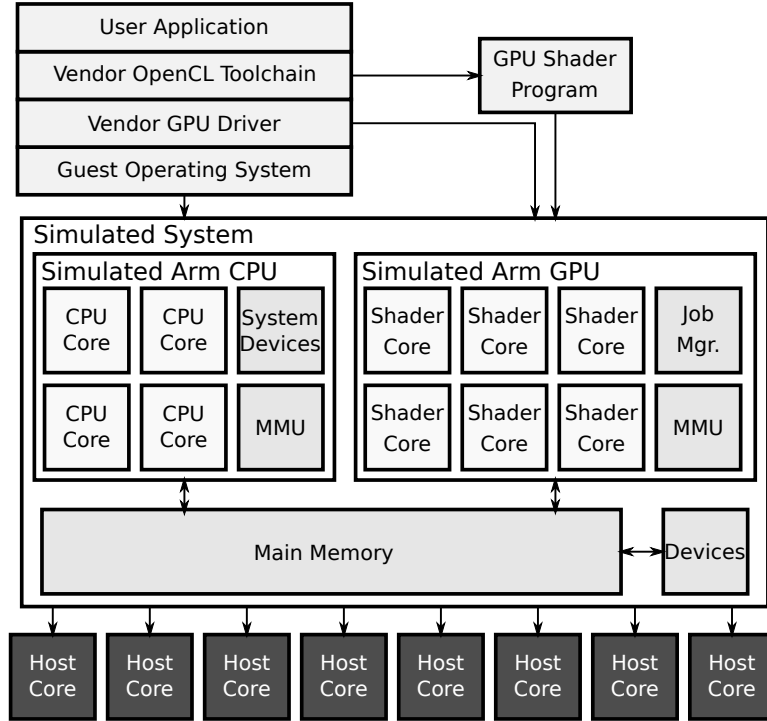 User Application
Vendor OpenCL Toolchain
Vendor GPU Driver
Guest Operating System
GPU Shader
Program
Simulated System
Simulated Arm CPU
CPU
Core
CPU
Core
System
Devices
CPU
Core
CPU
Core
MMU
Simulated Arm GPU
Shader
Core
Shader
Core
Shader
Core
Job
Mgr.
Shader
Core
Shader
Core
Shader
Core
MMU
Main Memory
Devices
Host
Core
Host
Core
Host
Core
Host
Core
Host
Core
Host
Core
Host
Core
Host
Core